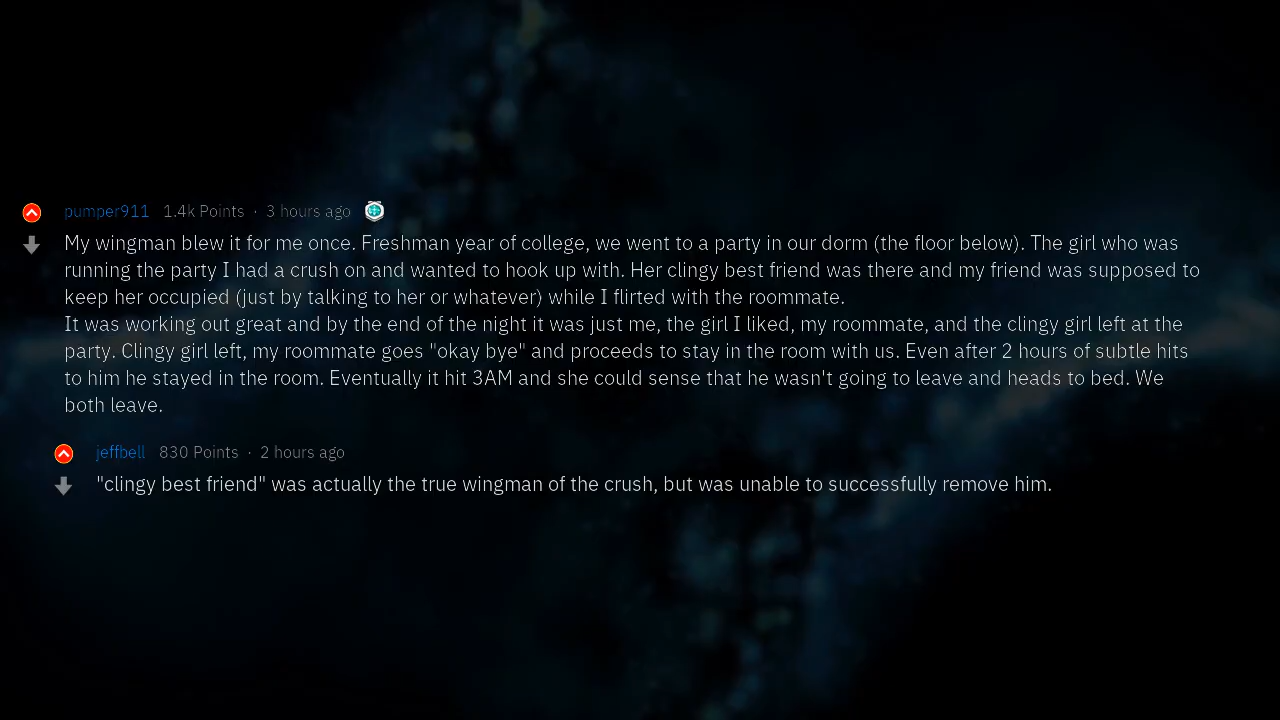 pumper911 1.4k Points · 3 hours ago
My wingman blew it for me once. Freshman year of college, we went to a party in our dorm (the floor below). The girl who was
running the party I had a crush on and wanted to hook up with. Her clingy best friend was there and my friend was supposed to
keep her occupied (just by talking to her or whatever) while I flirted with the roommate.
It was working out great and by the end of the night it was just me, the girl I liked, my roommate, and the clingy girl left at the
party. Clingy girl left, my roommate goes "okay bye" and proceeds to stay in the room with us. Even after 2 hours of subtle hits
to him he stayed in the room. Eventually it hit 3AM and she could sense that he wasn't going to leave and heads to bed. We
both leave.
jeffbell 830 Points · 2 hours ago
"clingy best friend" was actually the true wingman of the crush, but was unable to successfully remove him.